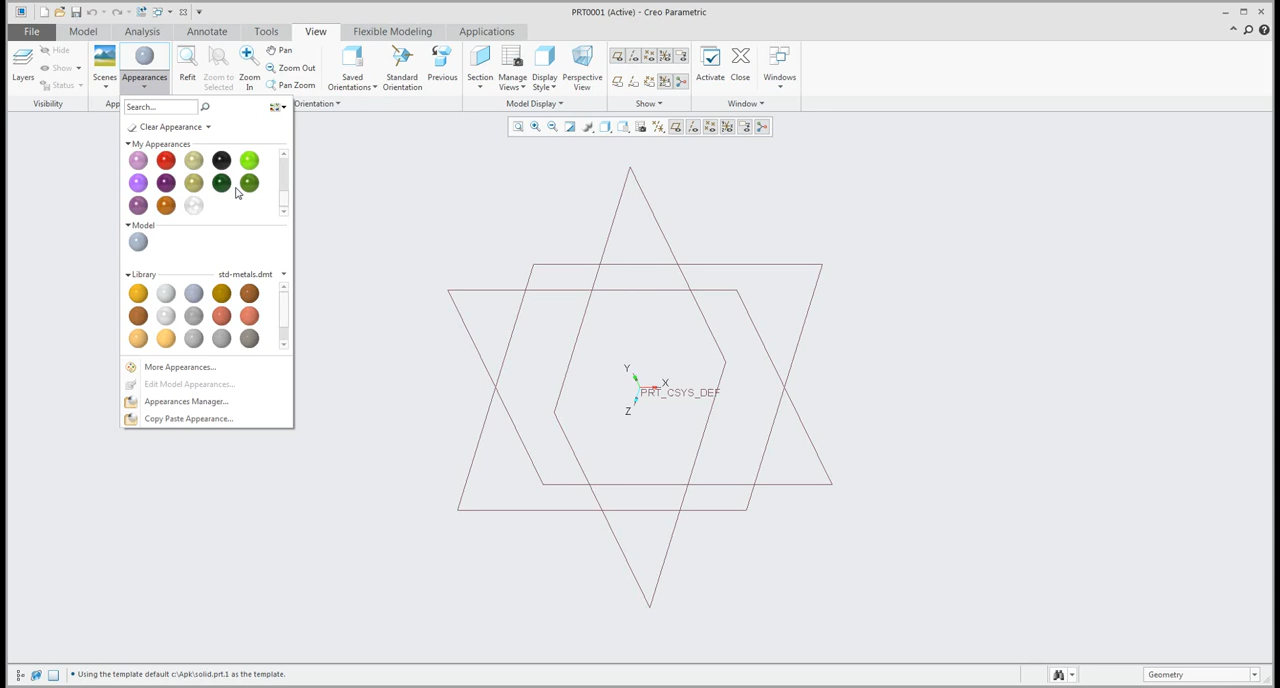 PRT0001 (Active) - Creo Parametric
File Model Analysis Annotate Tools View Flexible Modeling Applications
Layers
Hide
Show
Status
Visibility
Scenes
Appearances
App
Refit
Zoom to Selected
Zoom In
Pan
Zoom Out
Pan Zoom
Saved Orientations
Standard Orientation
Previous
Orientation
Section
Manage Views
Display Style
Perspective View
Model Display
Show
Activate
Close
Windows
Window
Search...
Clear Appearance
My Appearances
Model
Library std-metals.dmt
More Appearances...
Edit Model Appearances...
Appearances Manager...
Copy Paste Appearance...
Y
X
PRT_CSYS_DEF
Z
Using the template default c:\Apk\solid.prt.1 as the template.
Geometry